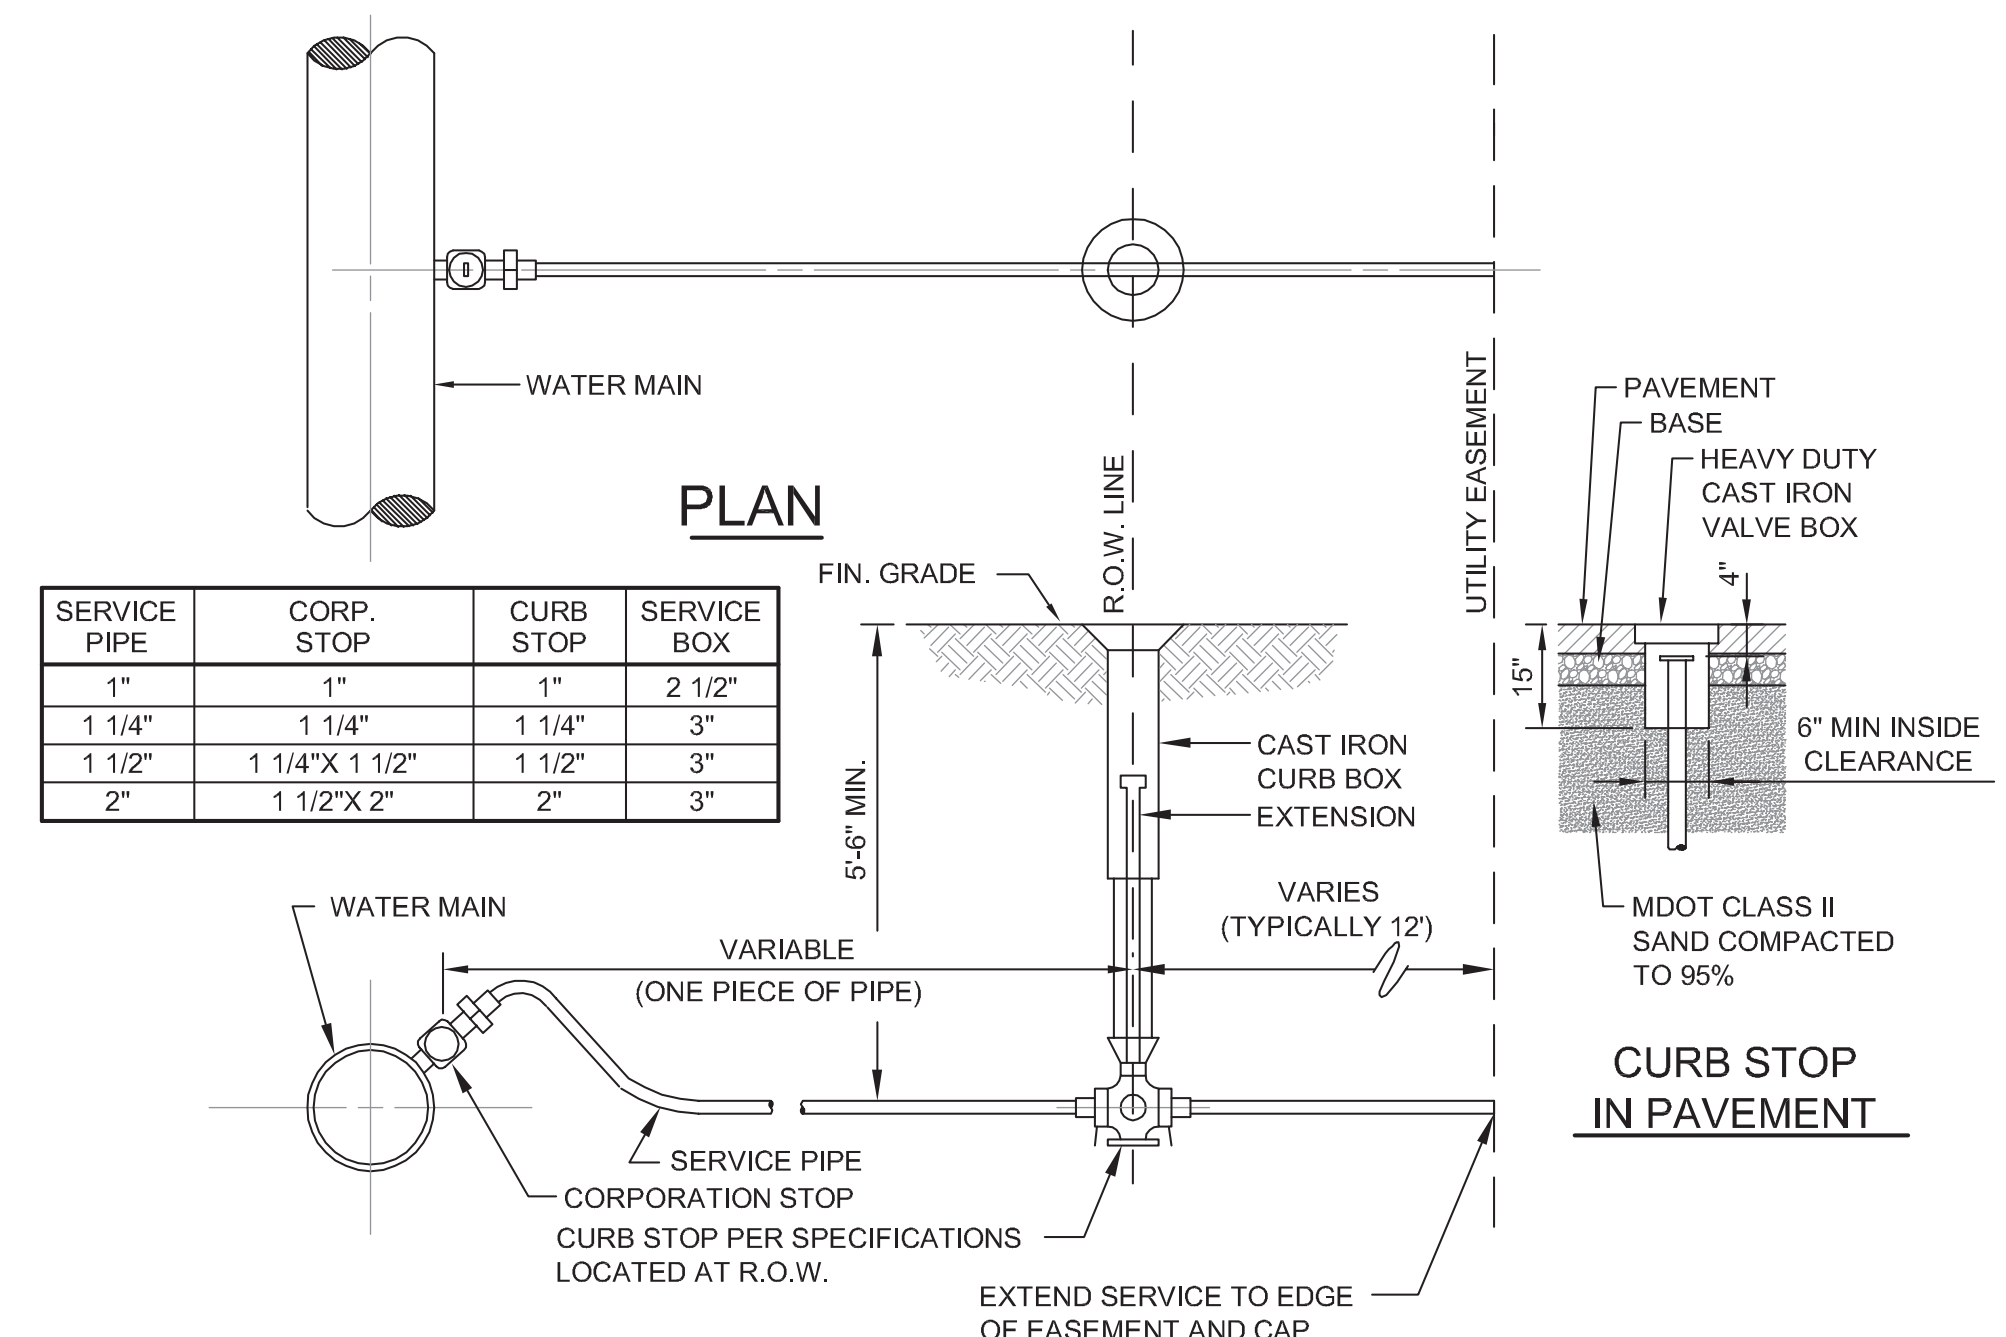 WATER MAIN
PLAN
R.O.W. LINE
UTILITY EASEMENT
PAVEMENT
BASE
HEAVY DUTY
CAST IRON
VALVE BOX
4"
15"
6" MIN INSIDE
CLEARANCE
MDOT CLASS II
SAND COMPACTED
TO 95%
CURB STOP
IN PAVEMENT
SERVICE PIPE CORP. STOP CURB STOP SERVICE BOX
1" 1" 1" 2 1/2"
1 1/4" 1 1/4" 1 1/4" 3"
1 1/2" 1 1/4"X 1 1/2" 1 1/2" 3"
2" 1 1/2"X 2" 2" 3"
FIN. GRADE
5'-6" MIN.
CAST IRON
CURB BOX
EXTENSION
VARIES
(TYPICALLY 12')
WATER MAIN
VARIABLE
(ONE PIECE OF PIPE)
SERVICE PIPE
CORPORATION STOP
CURB STOP PER SPECIFICATIONS
LOCATED AT R.O.W.
EXTEND SERVICE TO EDGE
OF EASEMENT AND CAP